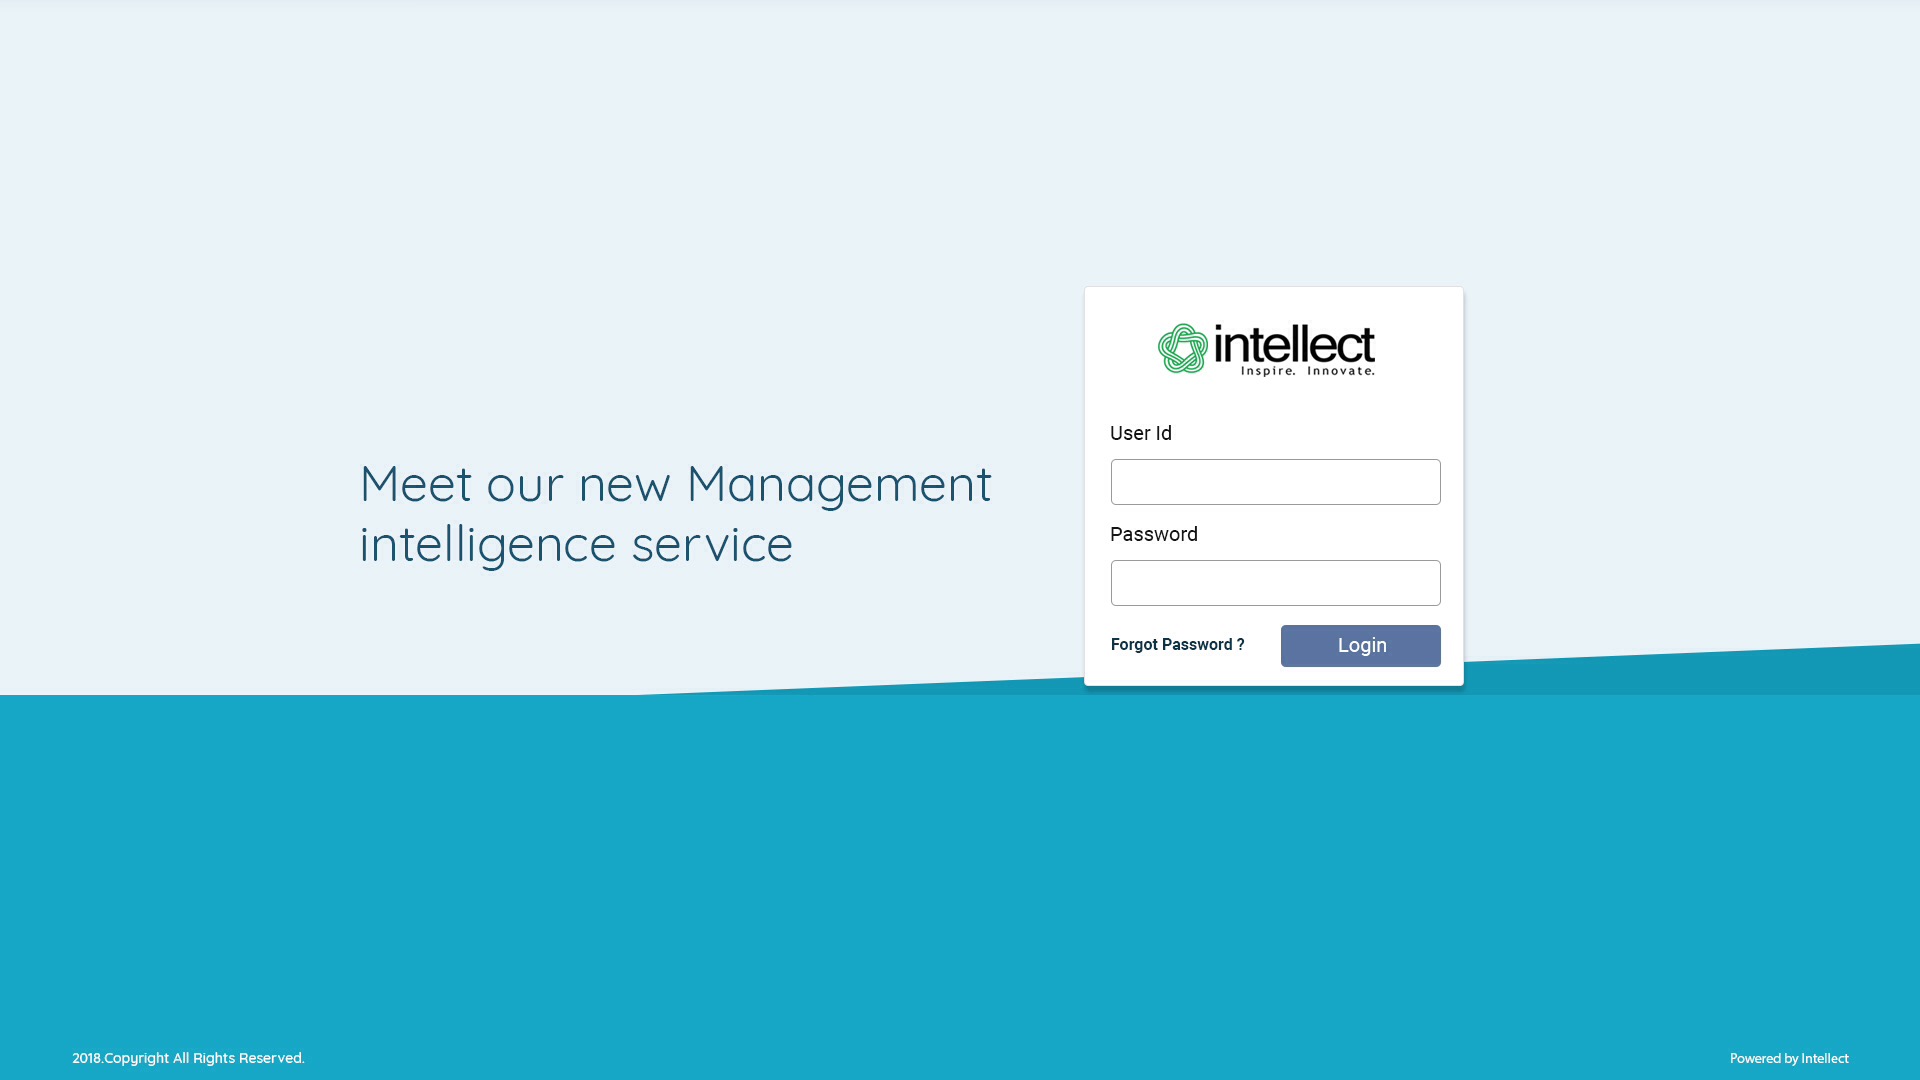 Meet our new Management
intelligence service
intellect
Inspire. Innovate.
User Id
Password
Forgot Password ?
Login
2018.Copyright All Rights Reserved.
Powered by Intellect